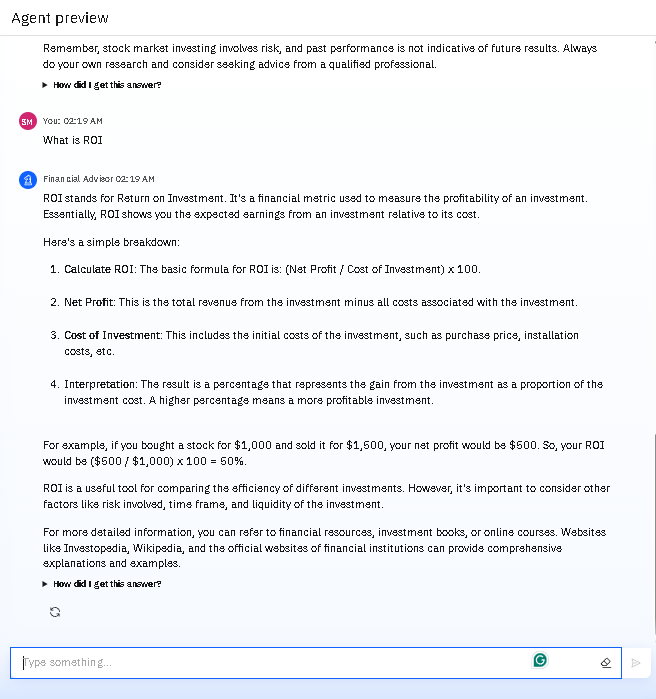 Agent preview
Remember, stock market investing involves risk, and past performance is not indicative of future results. Always
do your own research and consider seeking advice from a qualified professional.
How did I get this answer?
SM
You: 02:19 AM
What is ROI
Financial Advisor 02:19 AM
ROI stands for Return on Investment. It's a financial metric used to measure the profitability of an investment.
Essentially, ROI shows you the expected earnings from an investment relative to its cost.
Here's a simple breakdown:
1. Calculate ROI: The basic formula for ROI is: (Net Profit / Cost of Investment) x 100.
2. Net Profit: This is the total revenue from the investment minus all costs associated with the investment.
3. Cost of Investment: This includes the initial costs of the investment, such as purchase price, installation
costs, etc.
4. Interpretation: The result is a percentage that represents the gain from the investment as a proportion of the
investment cost. A higher percentage means a more profitable investment.
For example, if you bought a stock for $1,000 and sold it for $1,500, your net profit would be $500. So, your ROI
would be ($500 / $1,000) x 100 = 50%.
ROI is a useful tool for comparing the efficiency of different investments. However, it's important to consider other
factors like risk involved, time frame, and liquidity of the investment.
For more detailed information, you can refer to financial resources, investment books, or online courses. Websites
like Investopedia, Wikipedia, and the official websites of financial institutions can provide comprehensive
explanations and examples.
How did I get this answer?
Type something...